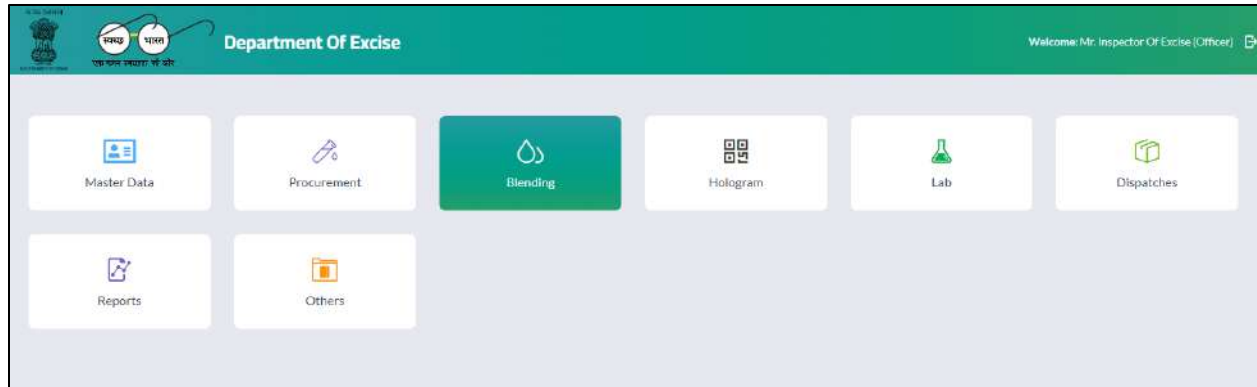 स्वच्छ भारत
एक कदम स्वच्छता की ओर
Department Of Excise
Welcome: Mr. Inspector Of Excise (Officer)
Master Data
Procurement
Blending
Hologram
Lab
Dispatches
Reports
Others